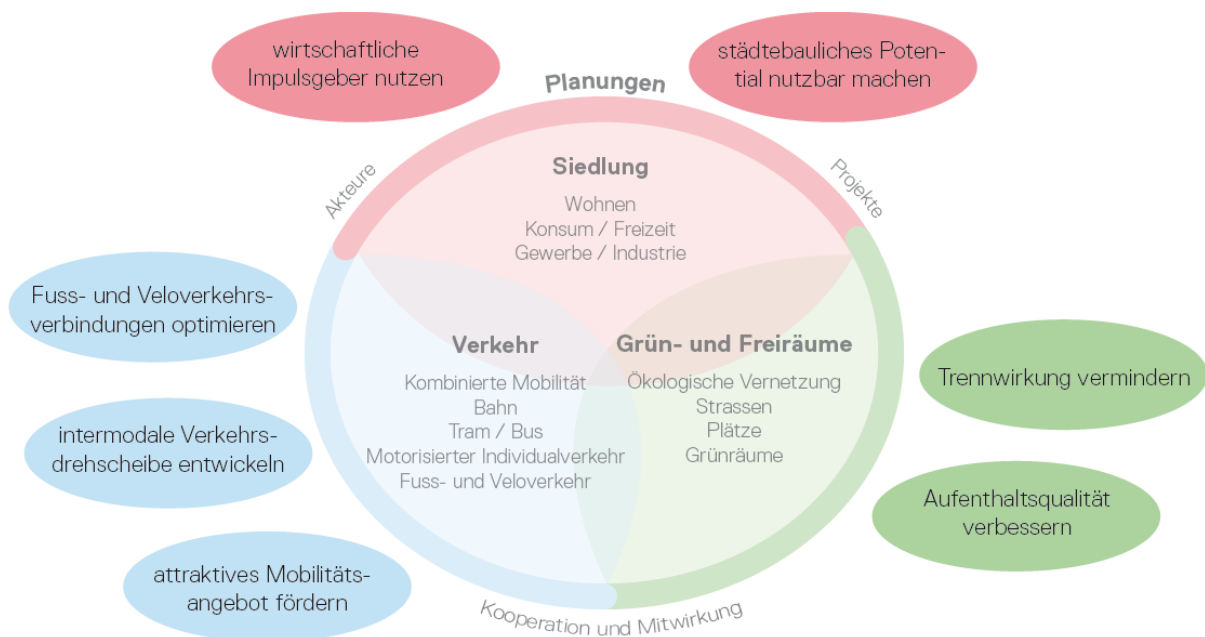 wirtschaftliche
Impulsgeber nutzen
städtebauliches Poten-
tial nutzbar machen
Planungen
Akteure
Projekte
Siedlung
Wohnen
Konsum / Freizeit
Gewerbe / Industrie
Fuss- und Veloverkehrs-
verbindungen optimieren
intermodale Verkehrs-
drehscheibe entwickeln
attraktives Mobilitäts-
angebot fördern
Verkehr
Kombinierte Mobilität
Bahn
Tram / Bus
Motorisierter Individualverkehr
Fuss- und Veloverkehr
Grün- und Freiräume
Ökologische Vernetzung
Strassen
Plätze
Grünräume
Trennwirkung vermindern
Aufenthaltsqualität
verbessern
Kooperation und Mitwirkung